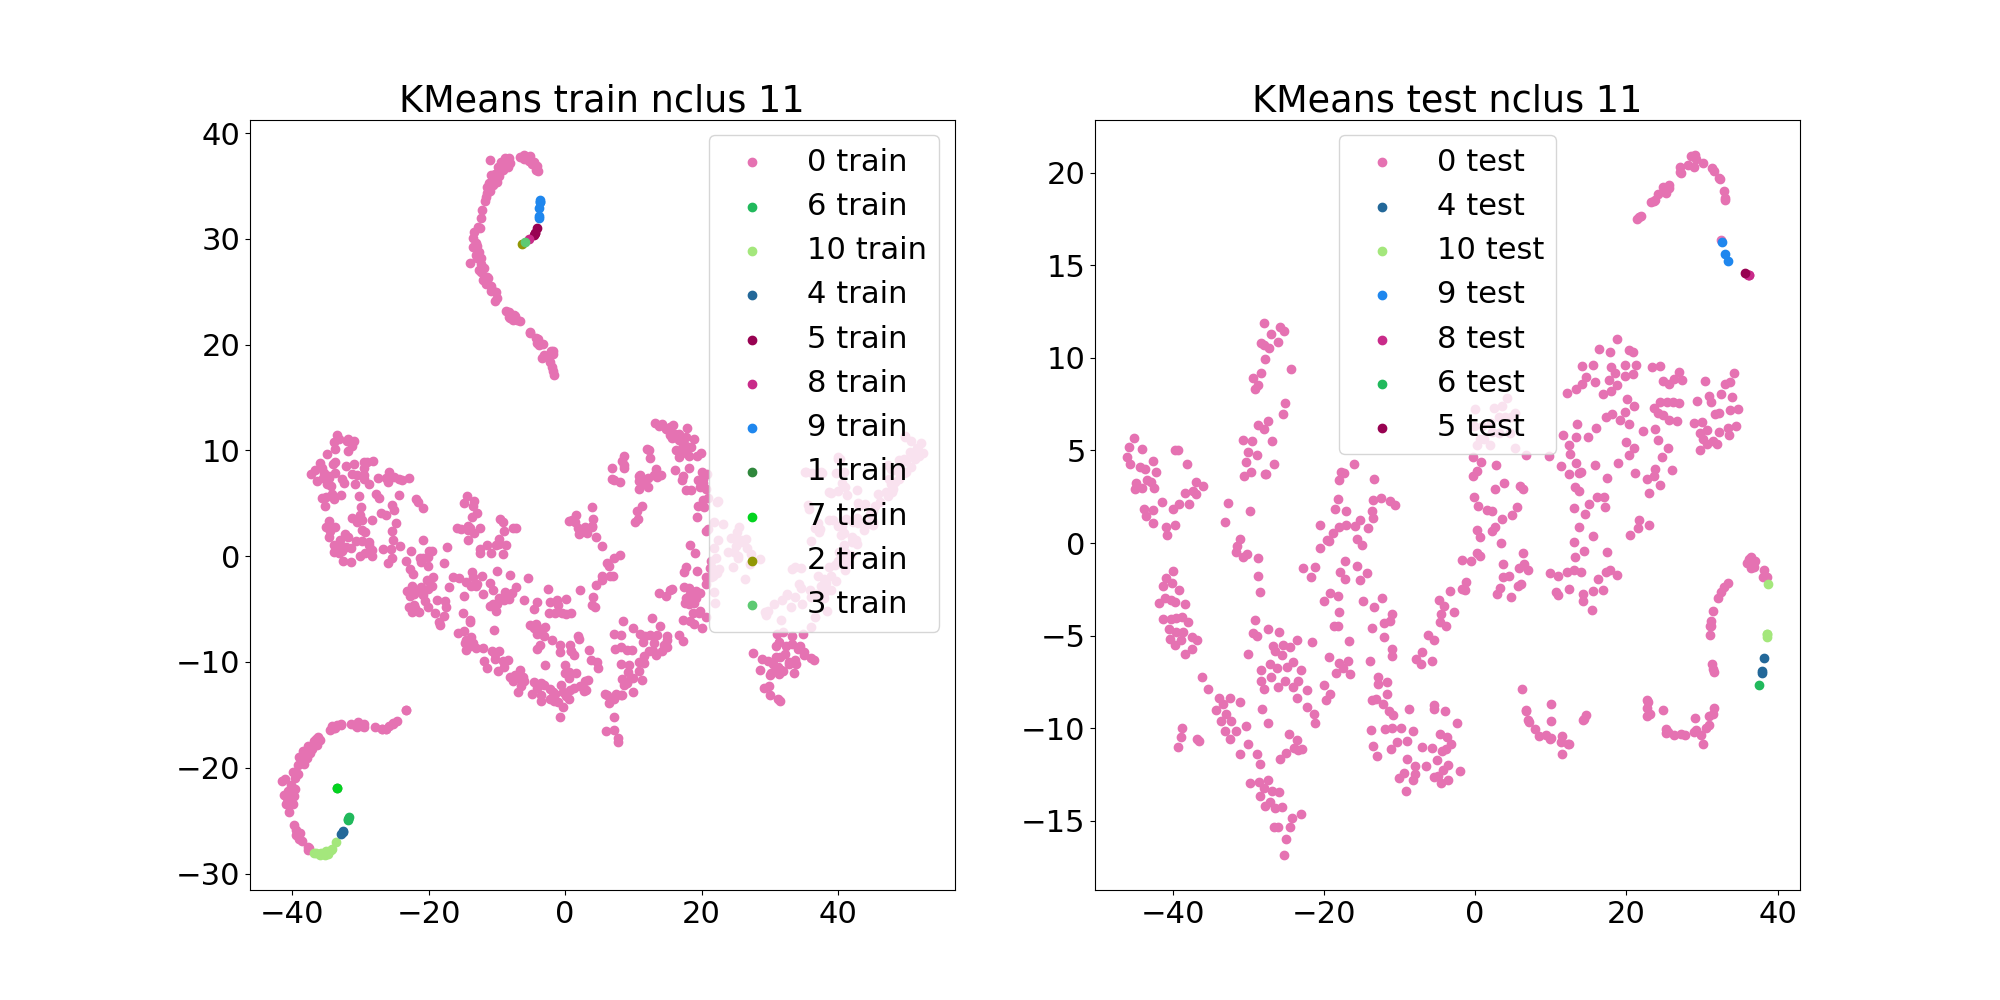 KMeans train nclus 11
40
30
20
10
0
−10
−20
−30
−40
−20
0
20
40
0 train
6 train
10 train
4 train
5 train
8 train
9 train
1 train
7 train
2 train
3 train
KMeans test nclus 11
20
15
10
5
0
−5
−10
−15
−40
−20
0
20
40
0 test
4 test
10 test
9 test
8 test
6 test
5 test